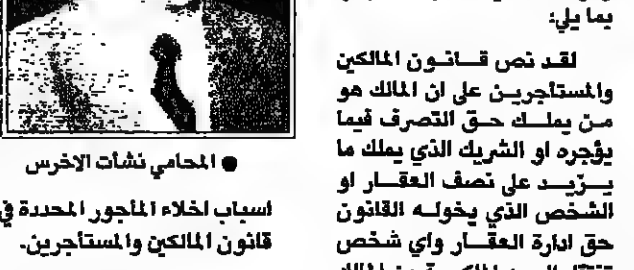 بما يلي:
لقد نص قانون المالكين
والمستأجرين على ان المالك هو
من يملك حق التصرف فيما
يؤجره او الشريك الذي يملك ما
يزيد على نصف العقار او
الشخص الذي يخوله القانون
حق ادارة العقار واي شخص
● المحامي نشأت الاخرس
اسباب اخلاء المأجور المحددة في
قانون المالكين والمستأجرين.